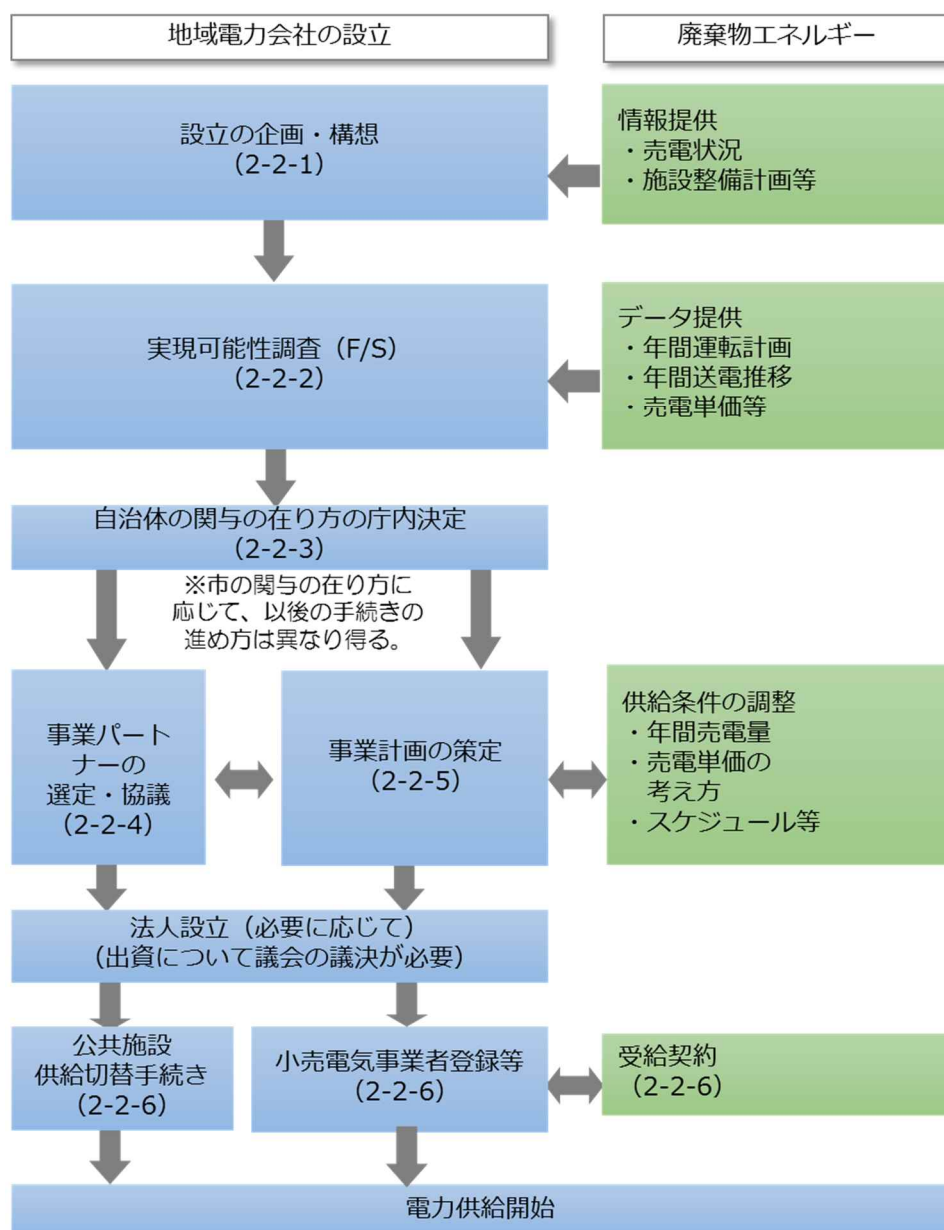 地域電力会社の設立
廃棄物エネルギー
設立の企画・構想
(2-2-1)
情報提供
・売電状況
・施設整備計画等
実現可能性調査（F/S）
(2-2-2)
データ提供
・年間運転計画
・年間送電推移
・売電単価等
自治体の関与の在り方の庁内決定
（2-2-3）
※市の関与の在り方に
応じて、以後の手続きの
進め方は異なり得る。
事業パート
ナーの
選定・協議
(2-2-4)
事業計画の策定
(2-2-5)
供給条件の調整
・年間売電量
・売電単価の
考え方
・スケジュール等
法人設立（必要に応じて）
（出資について議会の議決が必要）
公共施設
供給切替手続き
(2-2-6)
小売電気事業者登録等
(2-2-6)
受給契約
（2-2-6）
電力供給開始